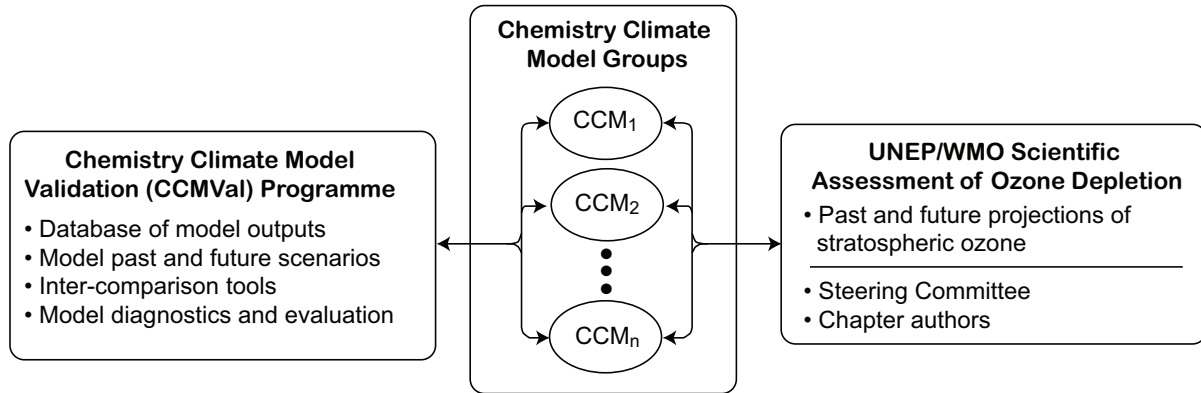 Chemistry Climate Model
Validation (CCMVal) Programme
• Database of model outputs
• Model past and future scenarios
• Inter-comparison tools
• Model diagnostics and evaluation
Chemistry Climate
Model Groups
CCM₁
CCM₂
CCMₙ
UNEP/WMO Scientific
Assessment of Ozone Depletion
• Past and future projections of
stratospheric ozone
• Steering Committee
• Chapter authors